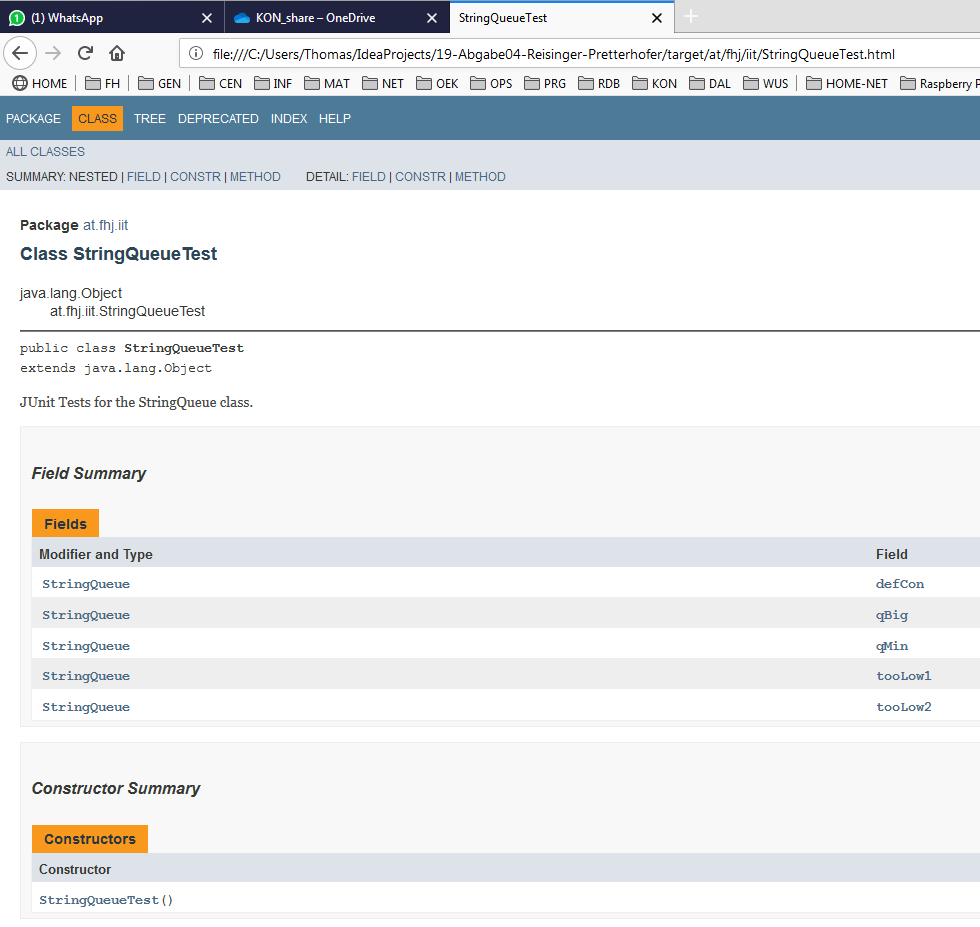 1 (1) WhatsApp KON_share – OneDrive StringQueueTest
file:///C:/Users/Thomas/IdeaProjects/19-Abgabe04-Reisinger-Pretterhofer/target/at/fhj/iit/StringQueueTest.html
HOME FH GEN CEN INF MAT NET OEK OPS PRG RDB KON DAL WUS HOME-NET Raspberry P
PACKAGE CLASS TREE DEPRECATED INDEX HELP
ALL CLASSES
SUMMARY: NESTED | FIELD | CONSTR | METHOD DETAIL: FIELD | CONSTR | METHOD
Package at.fhj.iit
Class StringQueueTest
java.lang.Object
at.fhj.iit.StringQueueTest
public class StringQueueTest
extends java.lang.Object
JUnit Tests for the StringQueue class.
Field Summary
Fields
Modifier and Type Field
StringQueue defCon
StringQueue qBig
StringQueue qMin
StringQueue tooLow1
StringQueue tooLow2
Constructor Summary
Constructors
Constructor
StringQueueTest()